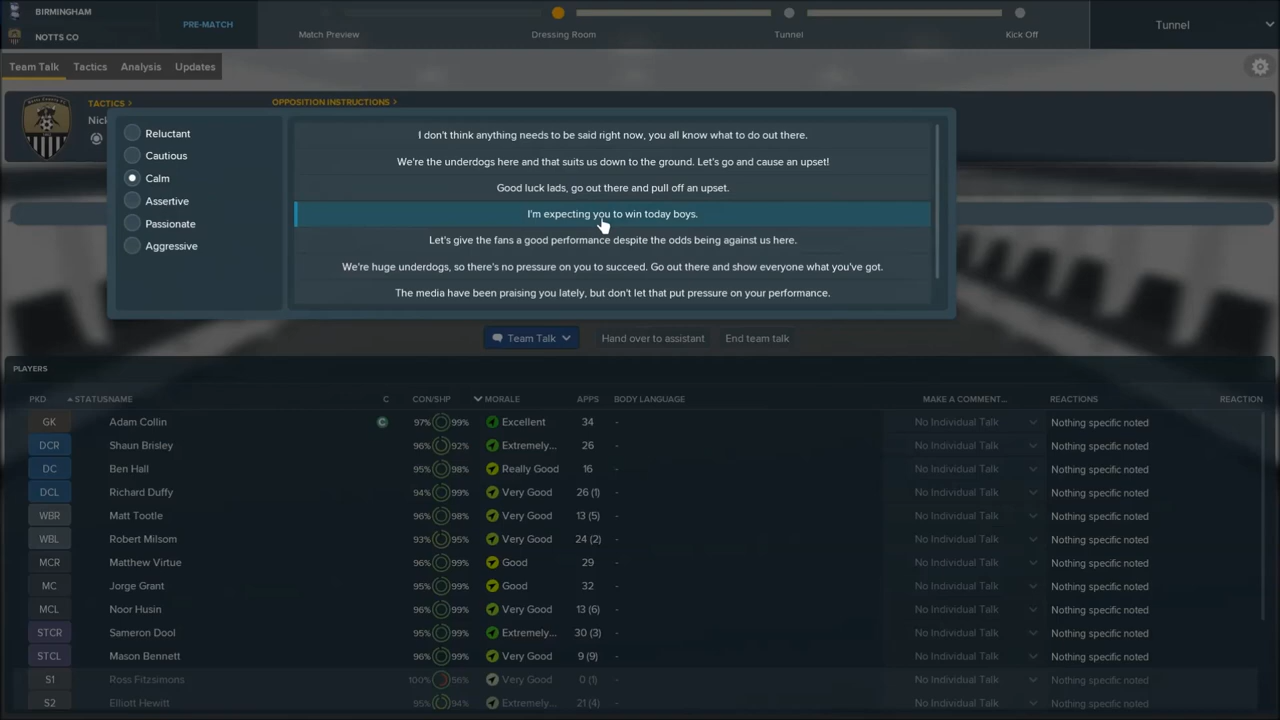 BIRMINGHAM
NOTTS CO
PRE-MATCH
Match Preview
Dressing Room
Tunnel
Kick Off
Tunnel
Team Talk Tactics Analysis Updates
TACTICS >
OPPOSITION INSTRUCTIONS >
Nick
Reluctant
Cautious
Calm
Assertive
Passionate
Aggressive
I don't think anything needs to be said right now, you all know what to do out there.
We're the underdogs here and that suits us down to the ground. Let's go and cause an upset!
Good luck lads, go out there and pull off an upset.
I'm expecting you to win today boys.
Let's give the fans a good performance despite the odds being against us here.
We're huge underdogs, so there's no pressure on you to succeed. Go out there and show everyone what you've got.
The media have been praising you lately, but don't let that put pressure on your performance.
Team Talk Hand over to assistant End team talk
PLAYERS
PKD STATUS NAME C CON/SHP MORALE APPS BODY LANGUAGE MAKE A COMMENT... REACTIONS REACTION
GK Adam Collin C 97% 99% Excellent 34 - No Individual Talk Nothing specific noted
DCR Shaun Brisley 96% 92% Extremely... 26 - No Individual Talk Nothing specific noted
DC Ben Hall 95% 98% Really Good 16 - No Individual Talk Nothing specific noted
DCL Richard Duffy 94% 99% Very Good 26 (1) - No Individual Talk Nothing specific noted
WBR Matt Tootle 96% 98% Very Good 13 (5) - No Individual Talk Nothing specific noted
WBL Robert Milsom 93% 95% Very Good 24 (2) - No Individual Talk Nothing specific noted
MCR Matthew Virtue 96% 99% Good 29 - No Individual Talk Nothing specific noted
MC Jorge Grant 96% 99% Good 32 - No Individual Talk Nothing specific noted
MCL Noor Husin 96% 99% Very Good 13 (6) - No Individual Talk Nothing specific noted
STCR Sameron Dool 95% 99% Extremely... 30 (3) - No Individual Talk Nothing specific noted
STCL Mason Bennett 96% 99% Very Good 9 (9) - No Individual Talk Nothing specific noted
S1 Ross Fitzsimons 100% 56% Very Good 0 (1) - No Individual Talk Nothing specific noted
S2 Elliott Hewitt 95% 94% Extremely... 21 (4) - No Individual Talk Nothing specific noted